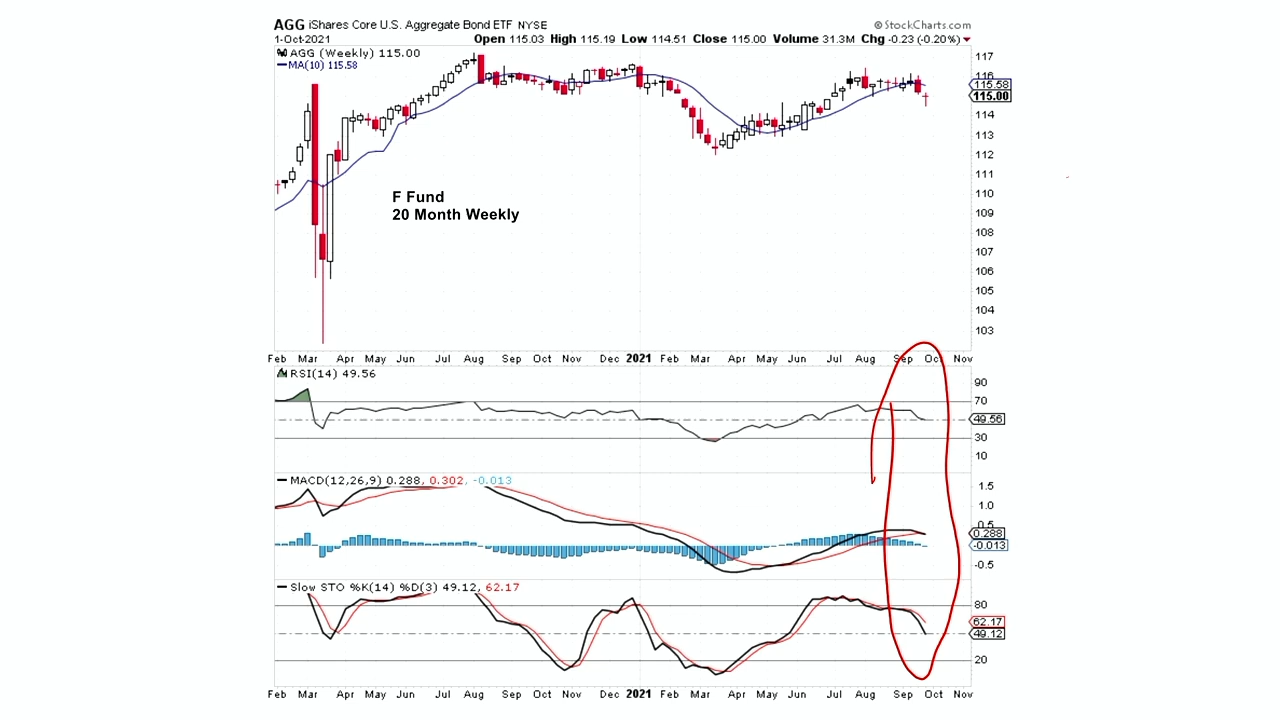 AGG iShares Core U.S. Aggregate Bond ETF NYSE
© StockCharts.com
1-Oct-2021
Open 115.03 High 115.19 Low 114.51 Close 115.00 Volume 31.3M Chg -0.23 (-0.20%)
AGG (Weekly) 115.00
MA(10) 115.58
117
116
115.58
115.00
114
113
112
111
110
109
108
107
106
105
104
103
F Fund
20 Month Weekly
Feb Mar Apr May Jun Jul Aug Sep Oct Nov Dec 2021 Feb Mar Apr May Jun Jul Aug Sep Oct Nov
RSI(14) 49.56
90
70
49.56
30
10
MACD(12,26,9) 0.288, 0.302, -0.013
1.5
1.0
0.5
0.288
-0.013
-0.5
Slow STO %K(14) %D(3) 49.12, 62.17
80
62.17
49.12
20
Feb Mar Apr May Jun Jul Aug Sep Oct Nov Dec 2021 Feb Mar Apr May Jun Jul Aug Sep Oct Nov